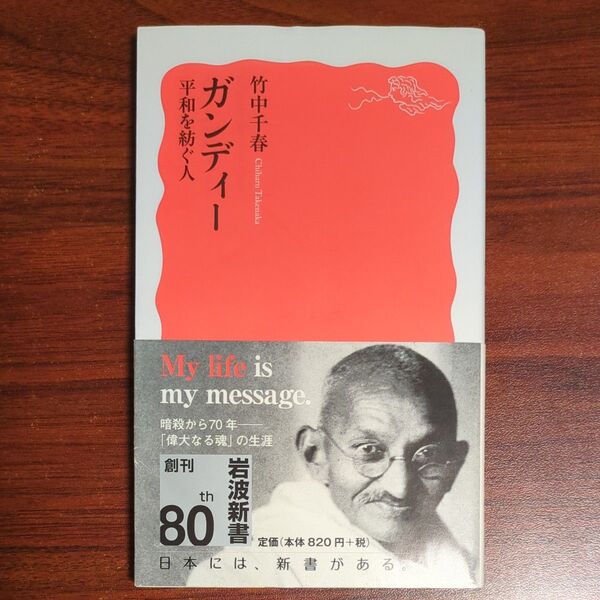 竹中千春
Chiharu Takenaka
ガンディー
平和を紡ぐ人
My life is
my message.
暗殺から70年——
「偉大なる魂」の生涯
創刊
80th
岩波新書
定価(本体820円+税)
日本には、新書がある。